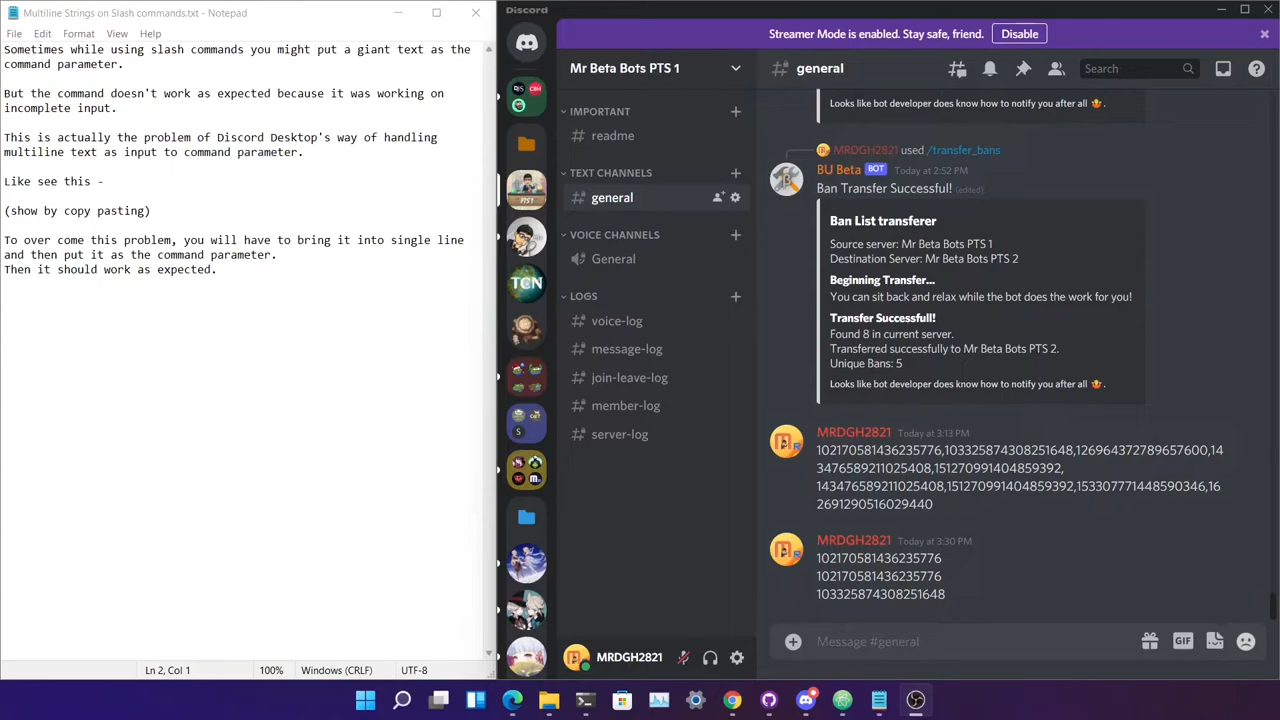 Multiline Strings on Slash commands.txt - Notepad
File Edit Format View Help
Sometimes while using slash commands you might put a giant text as the
command parameter.
But the command doesn't work as expected because it was working on
incomplete input.
This is actually the problem of Discord Desktop's way of handling
multiline text as input to command parameter.
Like see this -
(show by copy pasting)
To over come this problem, you will have to bring it into single line
and then put it as the command parameter.
Then it should work as expected.
Ln 2, Col 1 100% Windows (CRLF) UTF-8
Discord
Streamer Mode is enabled. Stay safe, friend. Disable
Mr Beta Bots PTS 1
IMPORTANT
readme
TEXT CHANNELS
general
VOICE CHANNELS
General
LOGS
voice-log
message-log
join-leave-log
member-log
server-log
MRDGH2821
PTS1
TCN
general
Search
Looks like bot developer does know how to notify you after all .
MRDGH2821 used /transfer_bans
BU Beta BOT Today at 2:52 PM
Ban Transfer Successful! (edited)
Ban List transferer
Source server: Mr Beta Bots PTS 1
Destination Server: Mr Beta Bots PTS 2
Beginning Transfer...
You can sit back and relax while the bot does the work for you!
Transfer Successfull!
Found 8 in current server.
Transferred successfully to Mr Beta Bots PTS 2.
Unique Bans: 5
Looks like bot developer does know how to notify you after all .
MRDGH2821 Today at 3:13 PM
102170581436235776,103325874308251648,126964372789657600,14
3476589211025408,151270991404859392,
143476589211025408,151270991404859392,153307771448590346,16
2691290516029440
MRDGH2821 Today at 3:30 PM
102170581436235776
102170581436235776
103325874308251648
Message #general
GIF